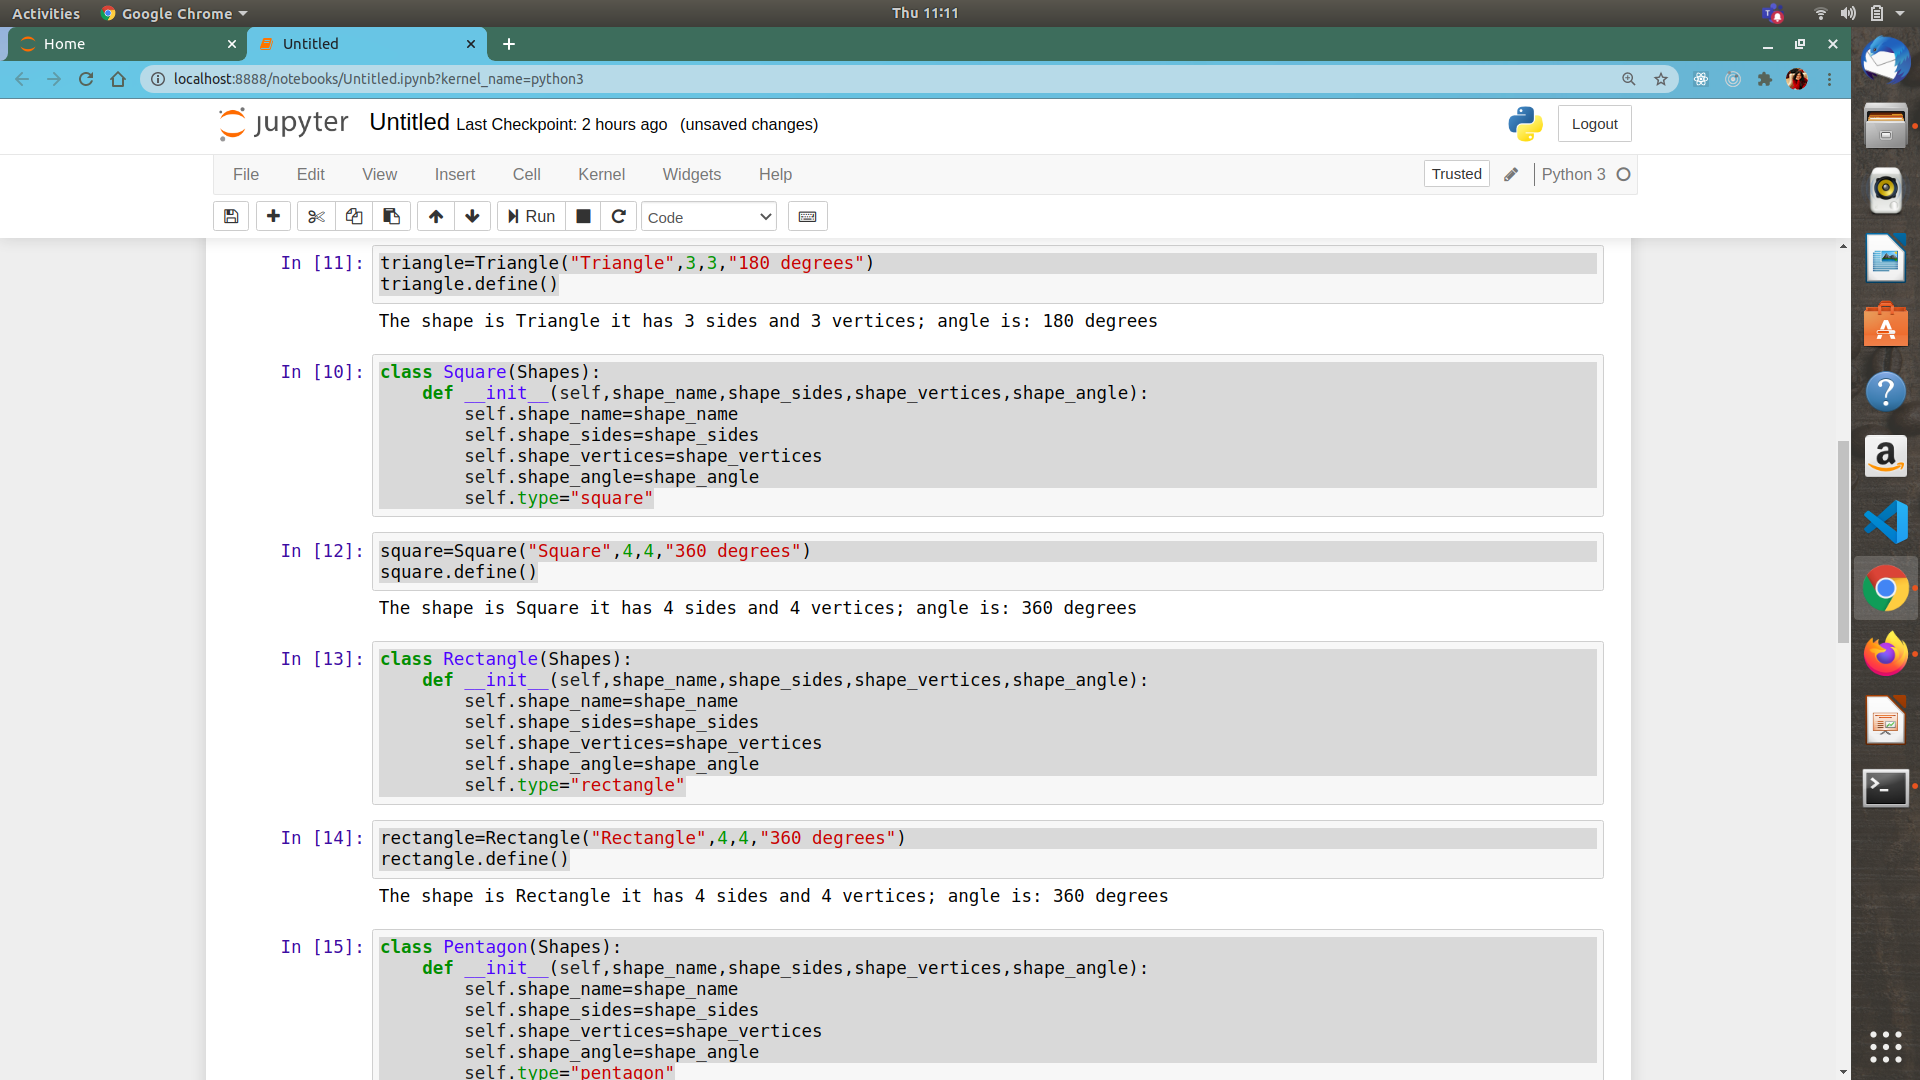 Activities Google Chrome Thu 11:11
Home Untitled
localhost:8888/notebooks/Untitled.ipynb?kernel_name=python3
jupyter Untitled Last Checkpoint: 2 hours ago (unsaved changes) Logout
File Edit View Insert Cell Kernel Widgets Help Trusted Python 3
Run Code
In [11]: triangle=Triangle("Triangle",3,3,"180 degrees")
triangle.define()
The shape is Triangle it has 3 sides and 3 vertices; angle is: 180 degrees
In [10]: class Square(Shapes):
    def __init__(self,shape_name,shape_sides,shape_vertices,shape_angle):
        self.shape_name=shape_name
        self.shape_sides=shape_sides
        self.shape_vertices=shape_vertices
        self.shape_angle=shape_angle
        self.type="square"
In [12]: square=Square("Square",4,4,"360 degrees")
square.define()
The shape is Square it has 4 sides and 4 vertices; angle is: 360 degrees
In [13]: class Rectangle(Shapes):
    def __init__(self,shape_name,shape_sides,shape_vertices,shape_angle):
        self.shape_name=shape_name
        self.shape_sides=shape_sides
        self.shape_vertices=shape_vertices
        self.shape_angle=shape_angle
        self.type="rectangle"
In [14]: rectangle=Rectangle("Rectangle",4,4,"360 degrees")
rectangle.define()
The shape is Rectangle it has 4 sides and 4 vertices; angle is: 360 degrees
In [15]: class Pentagon(Shapes):
    def __init__(self,shape_name,shape_sides,shape_vertices,shape_angle):
        self.shape_name=shape_name
        self.shape_sides=shape_sides
        self.shape_vertices=shape_vertices
        self.shape_angle=shape_angle
        self.type="pentagon"